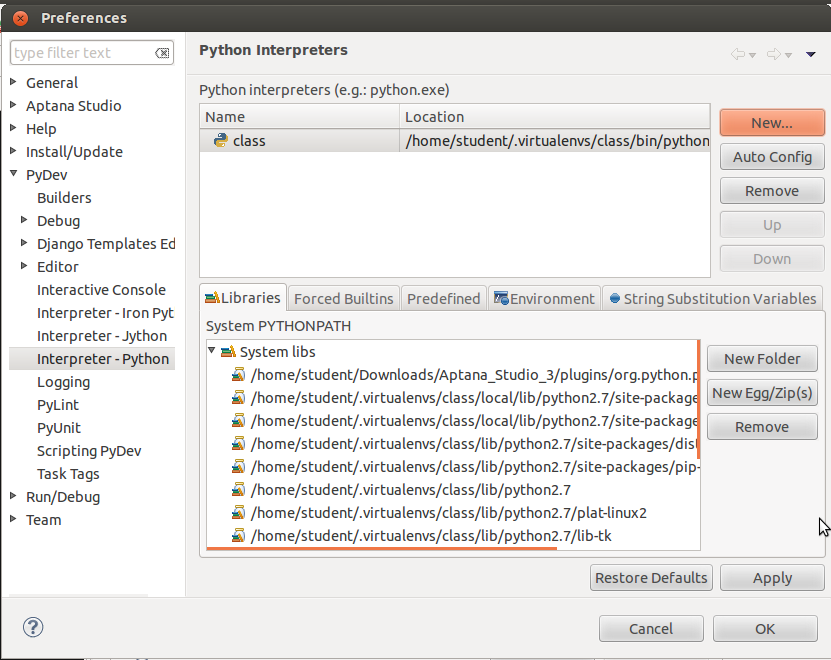 Preferences
type filter text
General
Aptana Studio
Help
Install/Update
PyDev
Builders
Debug
Django Templates Ed
Editor
Interactive Console
Interpreter - Iron Pyt
Interpreter - Jython
Interpreter - Python
Logging
PyLint
PyUnit
Scripting PyDev
Task Tags
Run/Debug
Team
Python Interpreters
Python interpreters (e.g.: python.exe)
Name Location
class /home/student/.virtualenvs/class/bin/python
New...
Auto Config
Remove
Up
Down
Libraries Forced Builtins Predefined Environment String Substitution Variables
System PYTHONPATH
System libs
/home/student/Downloads/Aptana_Studio_3/plugins/org.python.p
/home/student/.virtualenvs/class/local/lib/python2.7/site-package
/home/student/.virtualenvs/class/local/lib/python2.7/site-package
/home/student/.virtualenvs/class/lib/python2.7/site-packages/dist
/home/student/.virtualenvs/class/lib/python2.7/site-packages/pip-
/home/student/.virtualenvs/class/lib/python2.7
/home/student/.virtualenvs/class/lib/python2.7/plat-linux2
/home/student/.virtualenvs/class/lib/python2.7/lib-tk
New Folder
New Egg/Zip(s)
Remove
Restore Defaults Apply
Cancel OK